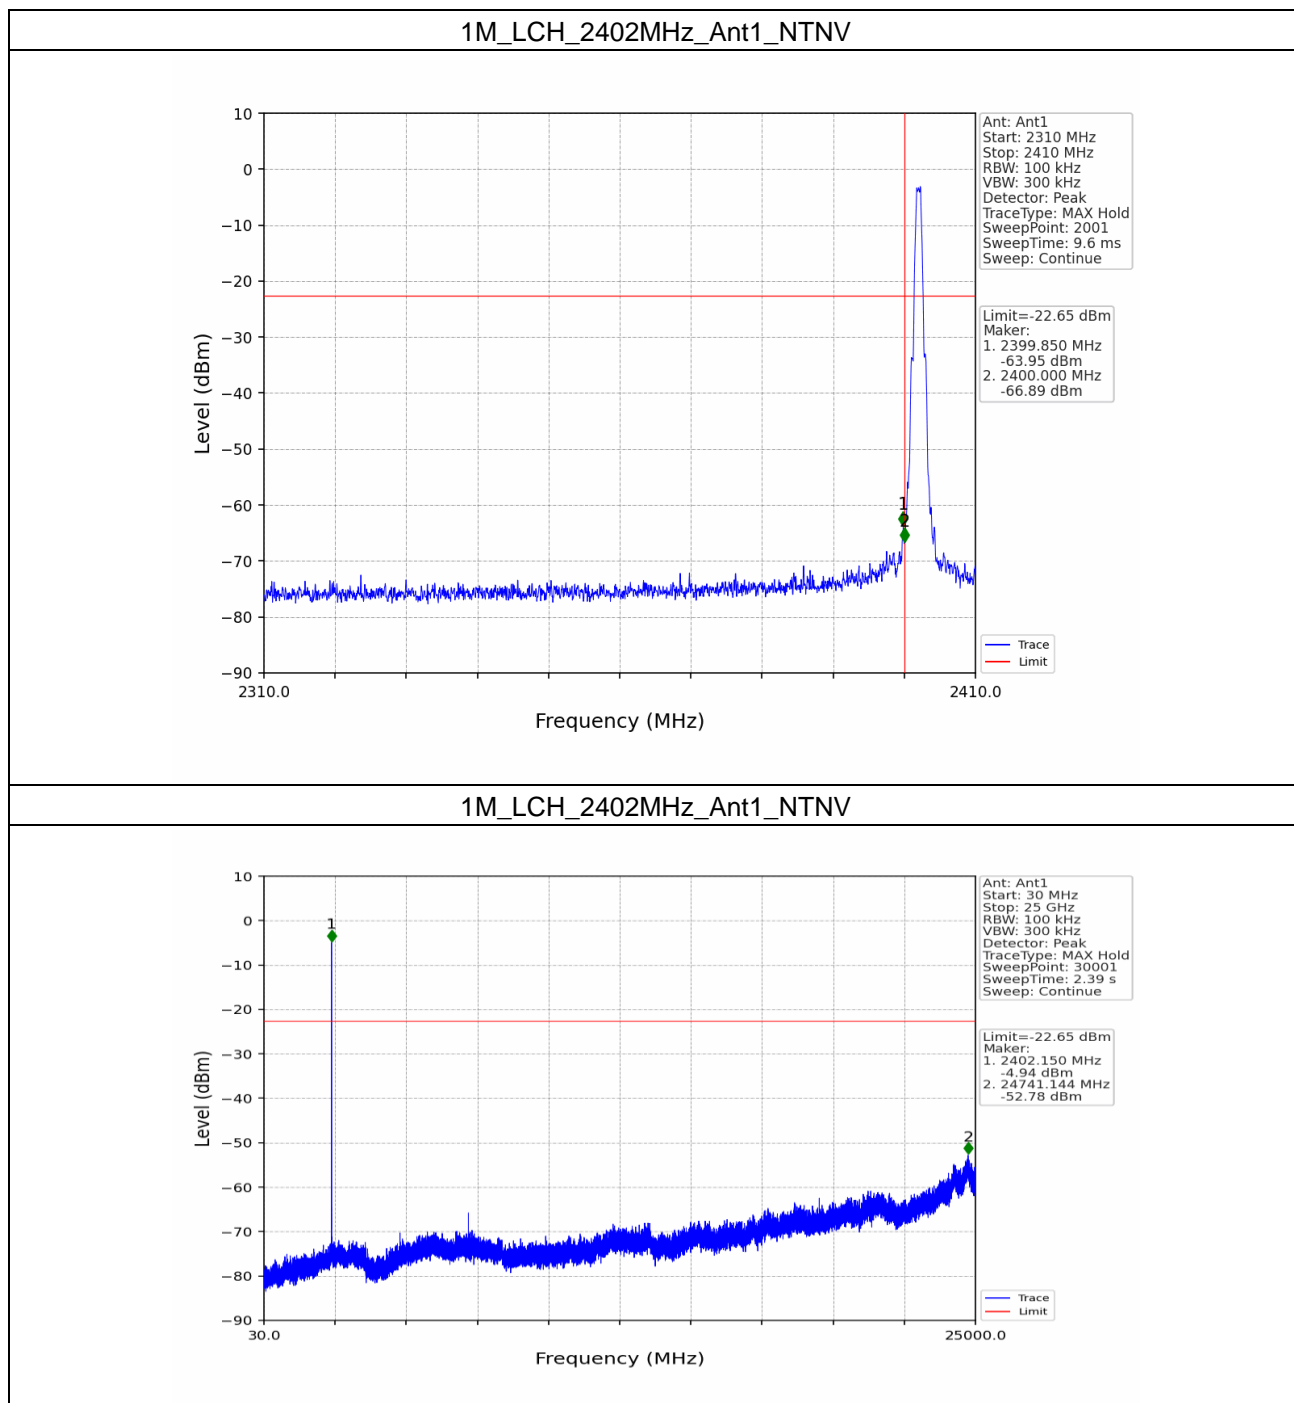 1M_LCH_2402MHz_Ant1_NTNV
10
0
−10
−20
−30
−40
−50
−60
−70
−80
−90
Level (dBm)
2310.0
2410.0
Frequency (MHz)
1
2
Ant: Ant1
Start: 2310 MHz
Stop: 2410 MHz
RBW: 100 kHz
VBW: 300 kHz
Detector: Peak
TraceType: MAX Hold
SweepPoint: 2001
SweepTime: 9.6 ms
Sweep: Continue
Limit=-22.65 dBm
Maker:
1. 2399.850 MHz
-63.95 dBm
2. 2400.000 MHz
-66.89 dBm
Trace
Limit
1M_LCH_2402MHz_Ant1_NTNV
10
0
−10
−20
−30
−40
−50
−60
−70
−80
−90
Level (dBm)
30.0
25000.0
Frequency (MHz)
1
2
Ant: Ant1
Start: 30 MHz
Stop: 25 GHz
RBW: 100 kHz
VBW: 300 kHz
Detector: Peak
TraceType: MAX Hold
SweepPoint: 30001
SweepTime: 2.39 s
Sweep: Continue
Limit=-22.65 dBm
Maker:
1. 2402.150 MHz
-4.94 dBm
2. 24741.144 MHz
-52.78 dBm
Trace
Limit